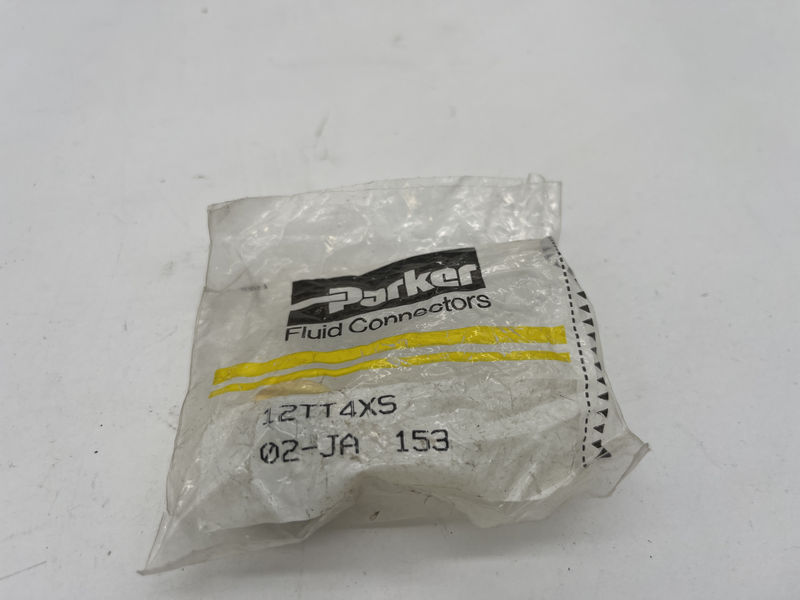 Parker
Fluid Connectors
12TT4XS
02-JA 153